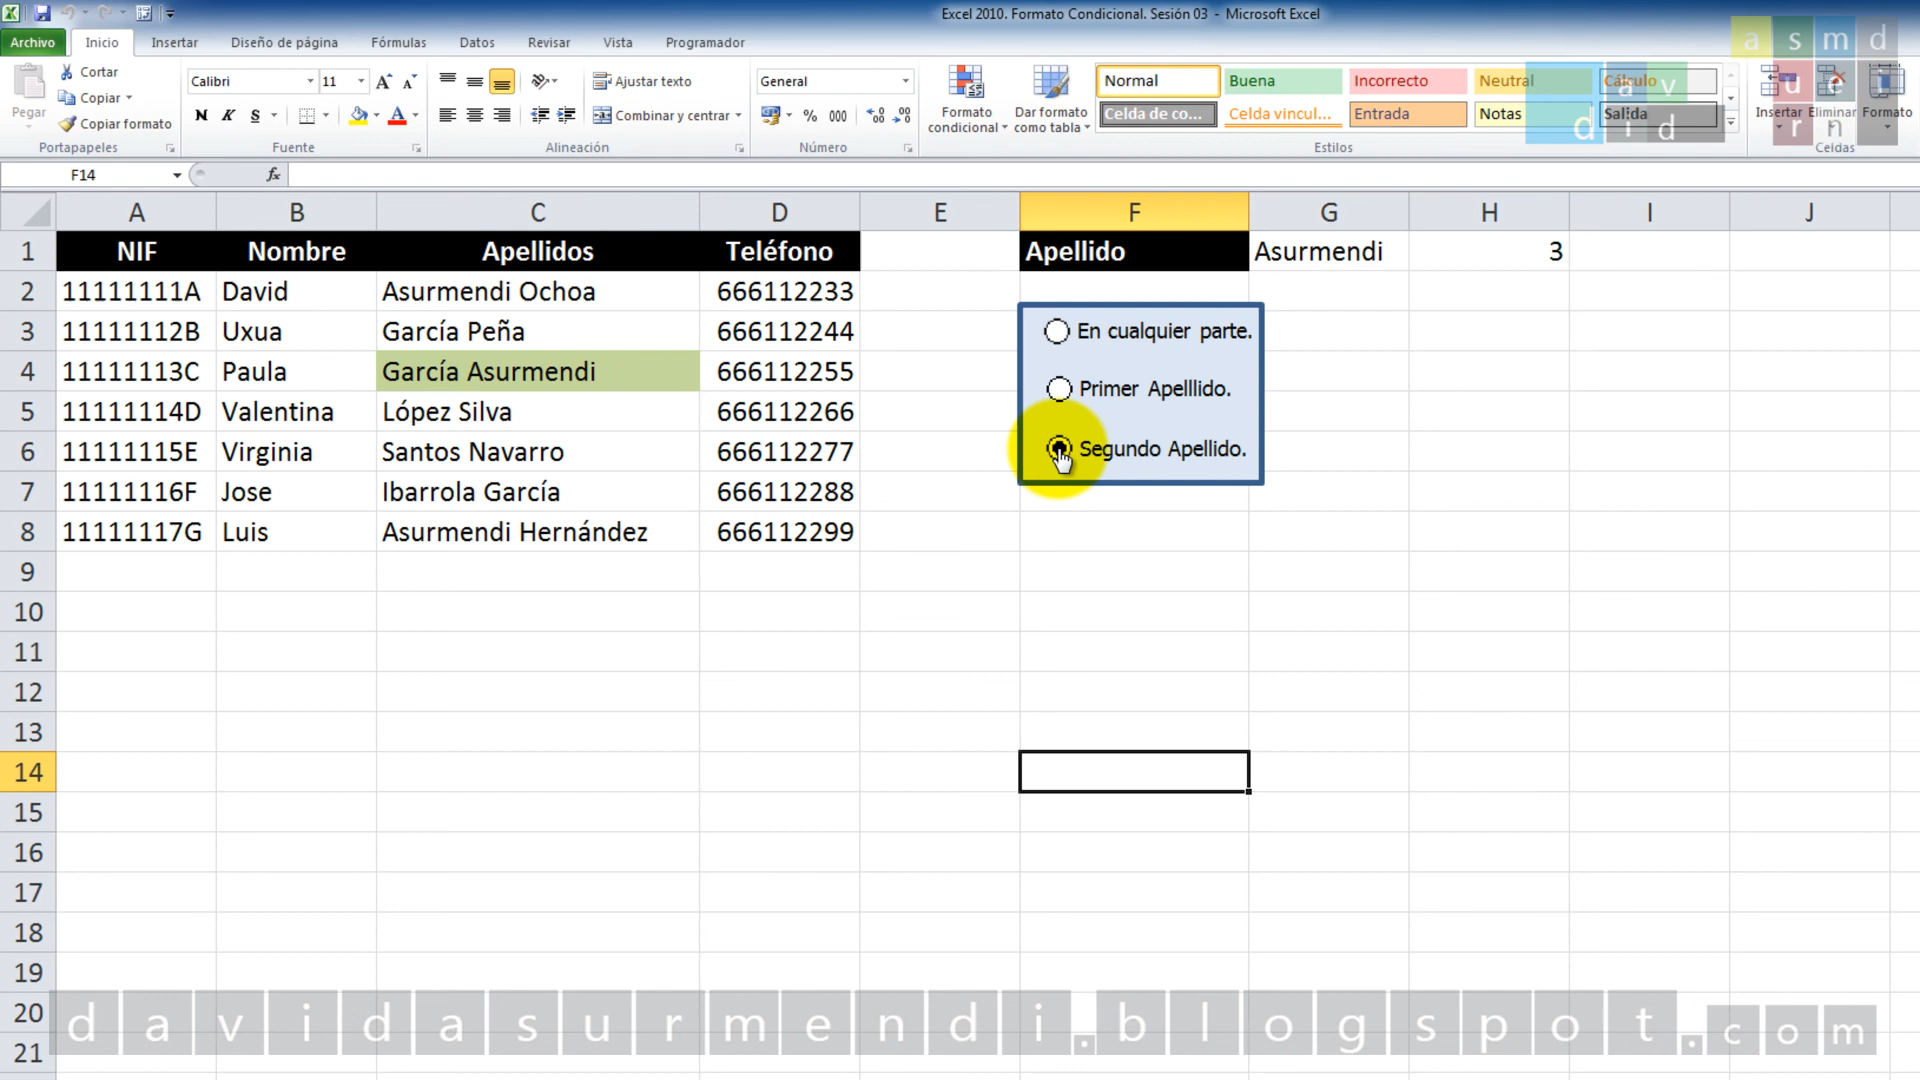 Excel 2010. Formato Condicional. Sesión 03 - Microsoft Excel
Archivo Inicio Insertar Diseño de página Fórmulas Datos Revisar Vista Programador
a s m d
Pegar
Cortar
Copiar
Copiar formato
Portapapeles
Calibri 11
N K S
Fuente
Ajustar texto
Combinar y centrar
Alineación
General
% 000
Número
Formato condicional
Dar formato como tabla
Normal Buena Incorrecto Neutral Cálculo
Celda de co... Celda vincul... Entrada Notas Salida
Estilos
Insertar Eliminar Formato
Celdas
a v u e i
d i d r n
F14 fx
A B C D E F G H I J
1 NIF Nombre Apellidos Teléfono Apellido Asurmendi 3
2 11111111A David Asurmendi Ochoa 666112233
3 11111112B Uxua García Peña 666112244
En cualquier parte.
4 11111113C Paula García Asurmendi 666112255
Primer Apelllido.
5 11111114D Valentina López Silva 666112266
6 11111115E Virginia Santos Navarro 666112277
Segundo Apellido.
7 11111116F Jose Ibarrola García 666112288
8 11111117G Luis Asurmendi Hernández 666112299
9
10
11
12
13
14
15
16
17
18
19
20
davidasurmendi.blogspot.com
21